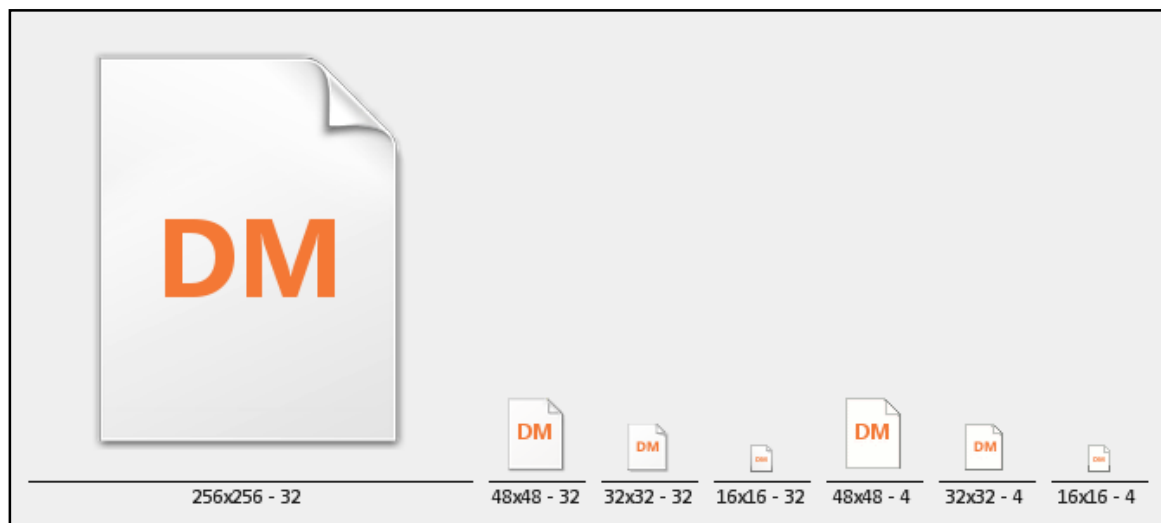 DM
DM
DM
DM
DM
DM
DM
256x256 - 32
48x48 - 32
32x32 - 32
16x16 - 32
48x48 - 4
32x32 - 4
16x16 - 4